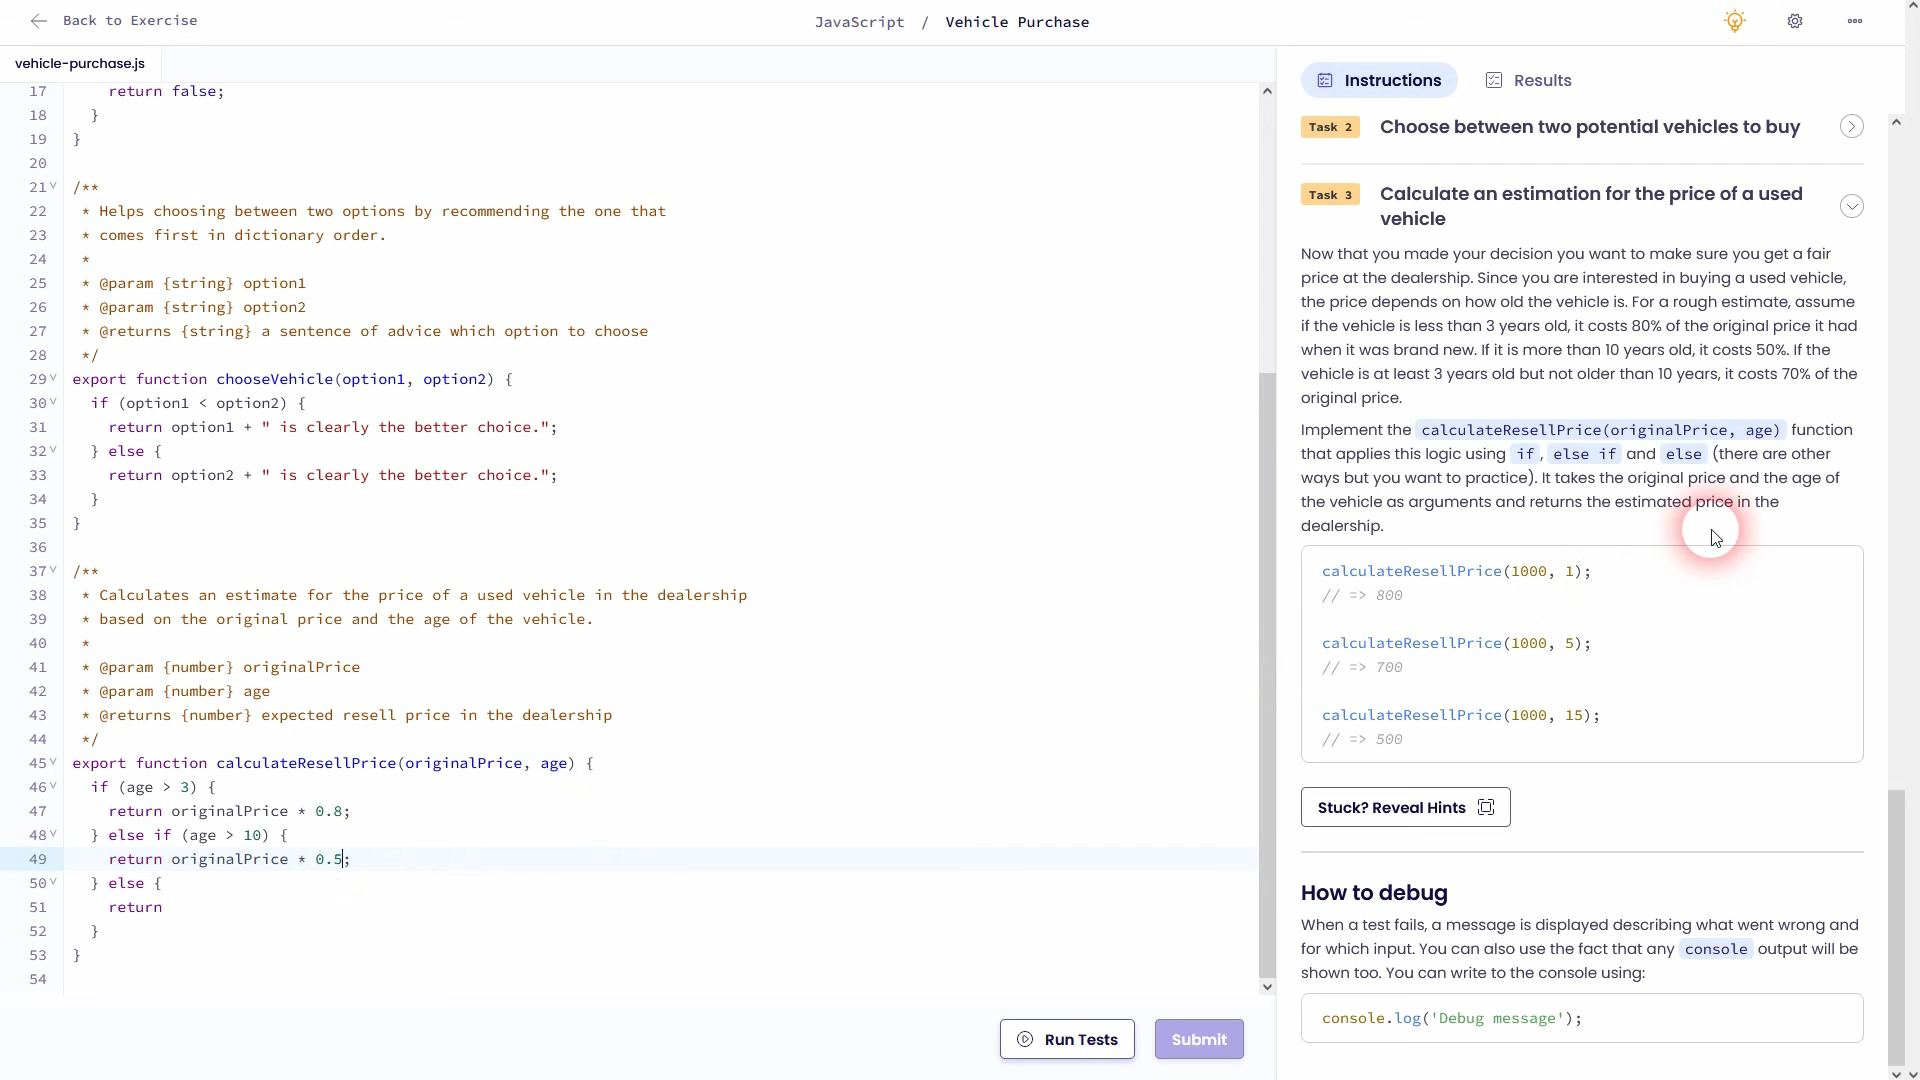 Back to Exercise
JavaScript / Vehicle Purchase
vehicle-purchase.js
17 return false;
18 }
19 }
20
21 /**
22 * Helps choosing between two options by recommending the one that
23 * comes first in dictionary order.
24 *
25 * @param {string} option1
26 * @param {string} option2
27 * @returns {string} a sentence of advice which option to choose
28 */
29 export function chooseVehicle(option1, option2) {
30 if (option1 < option2) {
31 return option1 + " is clearly the better choice.";
32 } else {
33 return option2 + " is clearly the better choice.";
34 }
35 }
36
37 /**
38 * Calculates an estimate for the price of a used vehicle in the dealership
39 * based on the original price and the age of the vehicle.
40 *
41 * @param {number} originalPrice
42 * @param {number} age
43 * @returns {number} expected resell price in the dealership
44 */
45 export function calculateResellPrice(originalPrice, age) {
46 if (age > 3) {
47 return originalPrice * 0.8;
48 } else if (age > 10) {
49 return originalPrice * 0.5;
50 } else {
51 return
52 }
53 }
54
Run Tests
Submit
Instructions
Results
Task 2 Choose between two potential vehicles to buy
Task 3 Calculate an estimation for the price of a used
vehicle
Now that you made your decision you want to make sure you get a fair
price at the dealership. Since you are interested in buying a used vehicle,
the price depends on how old the vehicle is. For a rough estimate, assume
if the vehicle is less than 3 years old, it costs 80% of the original price it had
when it was brand new. If it is more than 10 years old, it costs 50%. If the
vehicle is at least 3 years old but not older than 10 years, it costs 70% of the
original price.
Implement the calculateResellPrice(originalPrice, age) function
that applies this logic using if, else if and else (there are other
ways but you want to practice). It takes the original price and the age of
the vehicle as arguments and returns the estimated price in the
dealership.
calculateResellPrice(1000, 1);
// => 800
calculateResellPrice(1000, 5);
// => 700
calculateResellPrice(1000, 15);
// => 500
Stuck? Reveal Hints
How to debug
When a test fails, a message is displayed describing what went wrong and
for which input. You can also use the fact that any console output will be
shown too. You can write to the console using:
console.log('Debug message');